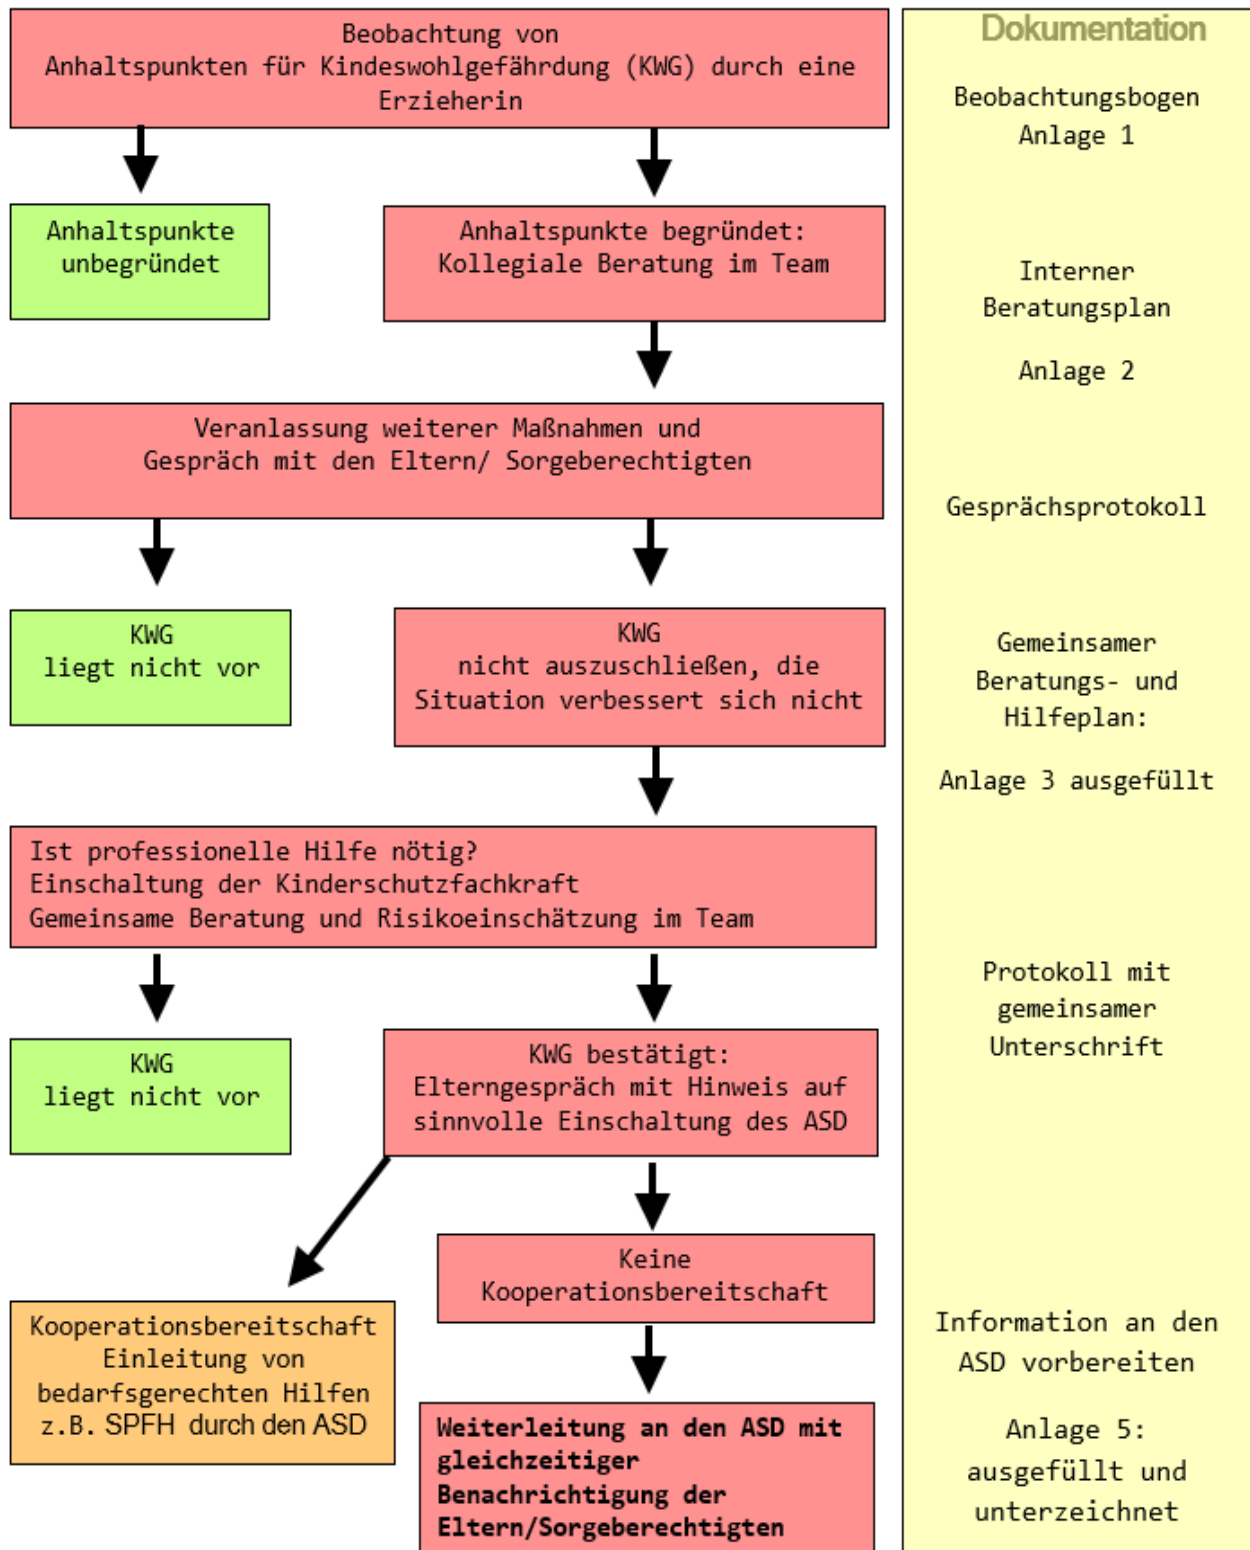 Beobachtung von
Anhaltspunkten für Kindeswohlgefährdung (KWG) durch eine
Erzieherin
Anhaltspunkte
unbegründet
Anhaltspunkte begründet:
Kollegiale Beratung im Team
Veranlassung weiterer Maßnahmen und
Gespräch mit den Eltern/ Sorgeberechtigten
KWG
liegt nicht vor
KWG
nicht auszuschließen, die
Situation verbessert sich nicht
Ist professionelle Hilfe nötig?
Einschaltung der Kinderschutzfachkraft
Gemeinsame Beratung und Risikoeinschätzung im Team
KWG
liegt nicht vor
KWG bestätigt:
Elterngespräch mit Hinweis auf
sinnvolle Einschaltung des ASD
Keine
Kooperationsbereitschaft
Kooperationsbereitschaft
Einleitung von
bedarfsgerechten Hilfen
z.B. SPFH durch den ASD
Weiterleitung an den ASD mit
gleichzeitiger
Benachrichtigung der
Eltern/Sorgeberechtigten
Dokumentation
Beobachtungsbogen
Anlage 1
Interner
Beratungsplan
Anlage 2
Gesprächsprotokoll
Gemeinsamer
Beratungs- und
Hilfeplan:
Anlage 3 ausgefüllt
Protokoll mit
gemeinsamer
Unterschrift
Information an den
ASD vorbereiten
Anlage 5:
ausgefüllt und
unterzeichnet